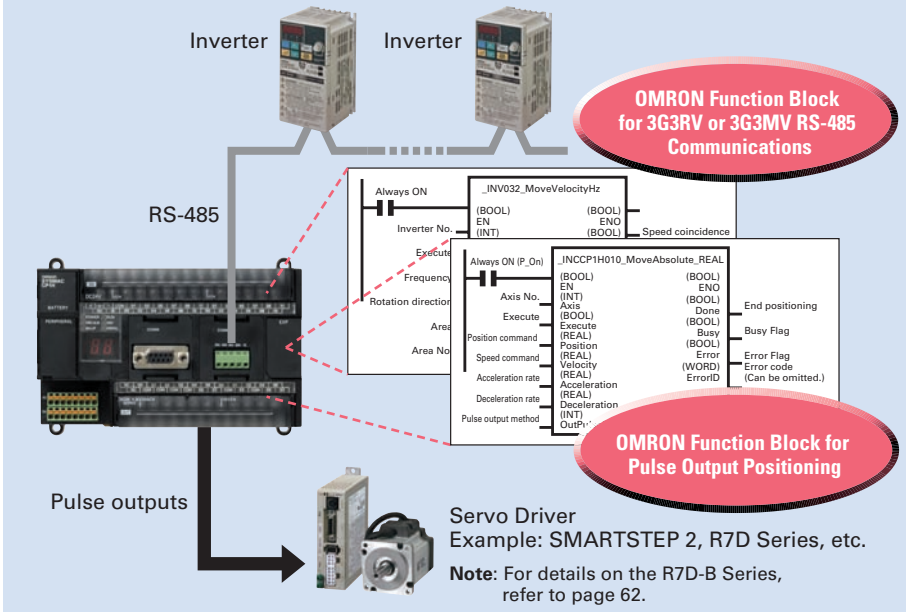 Inverter
Inverter
OMRON Function Block
for 3G3RV or 3G3MV RS-485
Communications
RS-485
Always ON
_INV032_MoveVelocityHz
(BOOL)
EN
(BOOL)
ENO
Inverter No.
(INT)
(BOOL)
Speed coincidence
Execute
Frequency
Rotation direction
Area
Area No
Always ON (P_On)
_INCCP1H010_MoveAbsolute_REAL
(BOOL)
EN
(BOOL)
ENO
Axis No.
(INT)
Axis
(BOOL)
Done
End positioning
Execute
(BOOL)
Execute
(BOOL)
Busy
Busy Flag
Position command
(REAL)
Position
(BOOL)
Error
Error Flag
Speed command
(REAL)
Velocity
(WORD)
ErrorID
Error code
(Can be omitted.)
Acceleration rate
(REAL)
Acceleration
Deceleration rate
(REAL)
Deceleration
Pulse output method
(INT)
OutPu
OMRON Function Block for
Pulse Output Positioning
BATTERY
PERIPHERAL
Pulse outputs
Servo Driver
Example: SMARTSTEP 2, R7D Series, etc.
Note: For details on the R7D-B Series,
refer to page 62.